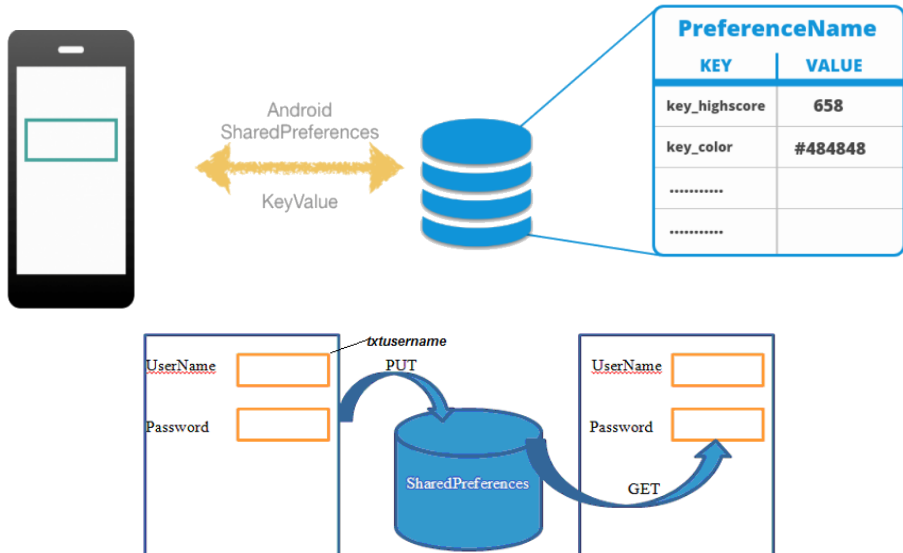 PreferenceName
KEY VALUE
key_highscore 658
key_color #484848
...........
...........
Android
SharedPreferences
KeyValue
txtusername
UserName
PUT
UserName
Password
Password
SharedPreferences
GET